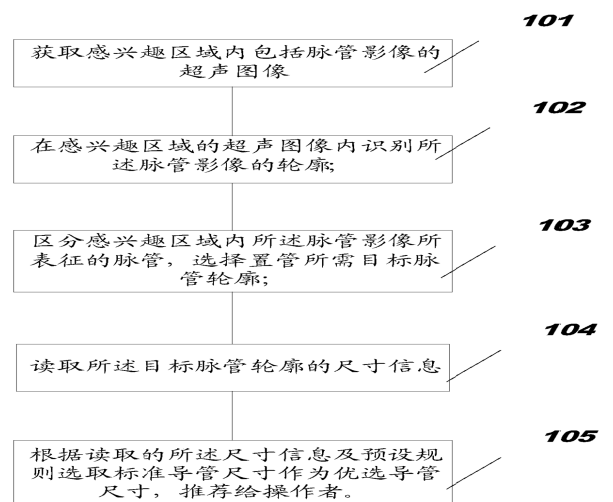 101
获取感兴趣区域内包括脉管影像的
超声图像
102
在感兴趣区域的超声图像内识别所
述脉管影像的轮廓;
103
区分感兴趣区域内所述脉管影像所
表征的脉管，选择置管所需目标脉
管轮廓;
104
读取所述目标脉管轮廓的尺寸信息
105
根据读取的所述尺寸信息及预设规
则选取标准导管尺寸作为优选导管
尺寸，推荐给操作者。